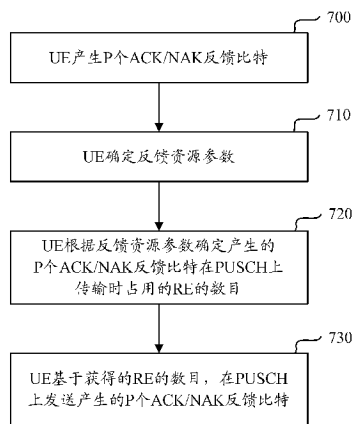 700
UE产生P个ACK/NAK反馈比特
710
UE确定反馈资源参数
720
UE根据反馈资源参数确定产生的
P个ACK/NAK反馈比特在PUSCH上
传输时占用的RE的数目
730
UE基于获得的RE的数目，在PUSCH
上发送产生的P个ACK/NAK反馈比特